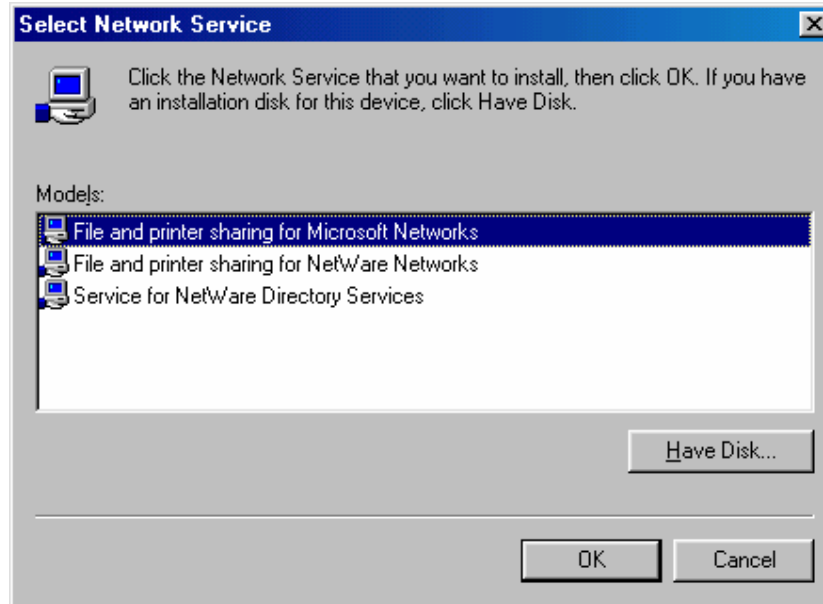 Select Network Service
Click the Network Service that you want to install, then click OK. If you have
an installation disk for this device, click Have Disk.
Models:
File and printer sharing for Microsoft Networks
File and printer sharing for NetWare Networks
Service for NetWare Directory Services
Have Disk...
OK
Cancel